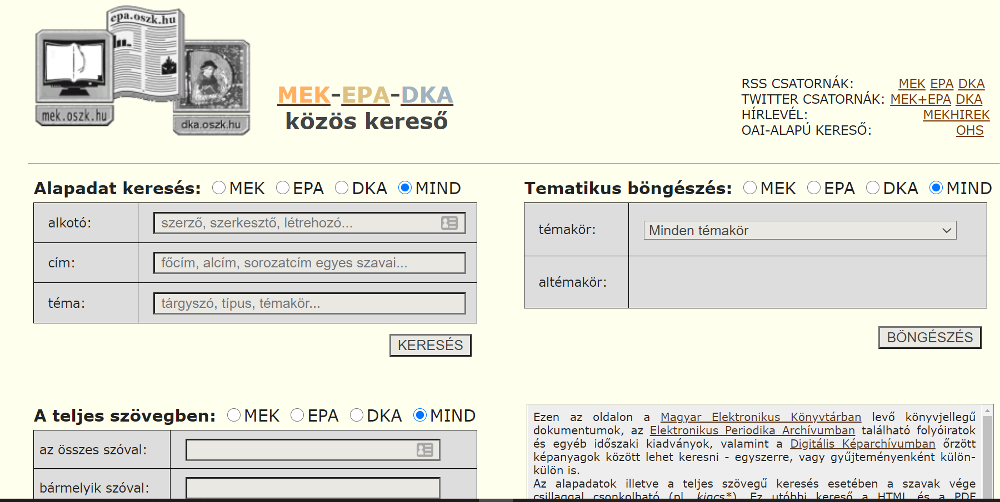 epa.oszk.hu
mek.oszk.hu
dka.oszk.hu
MEK-EPA-DKA
közös kereső
RSS CSATORNÁK: MEK EPA DKA
TWITTER CSATORNÁK: MEK+EPA DKA
HÍRLEVÉL: MEKHIREK
OAI-ALAPÚ KERESŐ: OHS
Alapadat keresés: MEK EPA DKA MIND
alkotó: szerző, szerkesztő, létrehozó...
cím: főcím, alcím, sorozatcím egyes szavai...
téma: tárgyszó, típus, témakör...
KERESÉS
Tematikus böngészés: MEK EPA DKA MIND
témakör: Minden témakör
altémakör:
BÖNGÉSZÉS
A teljes szövegben: MEK EPA DKA MIND
az összes szóval:
bármelyik szóval:
Ezen az oldalon a Magyar Elektronikus Könyvtárban levő könyvjellegű
dokumentumok, az Elektronikus Periodika Archívumban található folyóiratok
és egyéb időszaki kiadványok, valamint a Digitális Képarchívumban őrzött
képanyagok között lehet keresni - egyszerre, vagy gyűjteményenként külön-
külön is.
Az alapadatok illetve a teljes szövegű keresés esetében a szavak vége
csillaggal csonkolható (pl. kincs*). Ez utóbbi kereső a HTML és a PDF